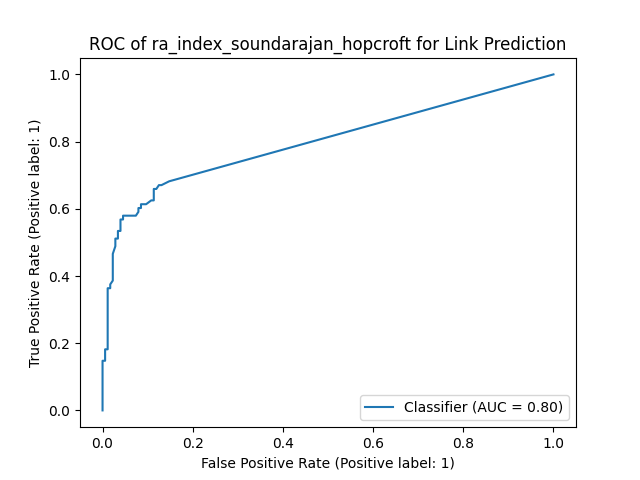 ROC of ra_index_soundarajan_hopcroft for Link Prediction
True Positive Rate (Positive label: 1)
1.0
0.8
0.6
0.4
0.2
0.0
Classifier (AUC = 0.80)
0.0 0.2 0.4 0.6 0.8 1.0
False Positive Rate (Positive label: 1)